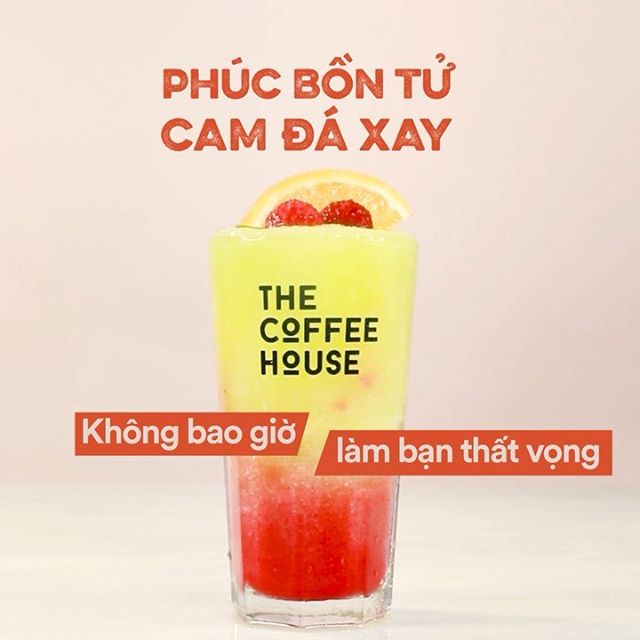 PHÚC BỒN TỬ
CAM ĐÁ XAY
THE
COFFEE
HOUSE
Không bao giờ
làm bạn thất vọng